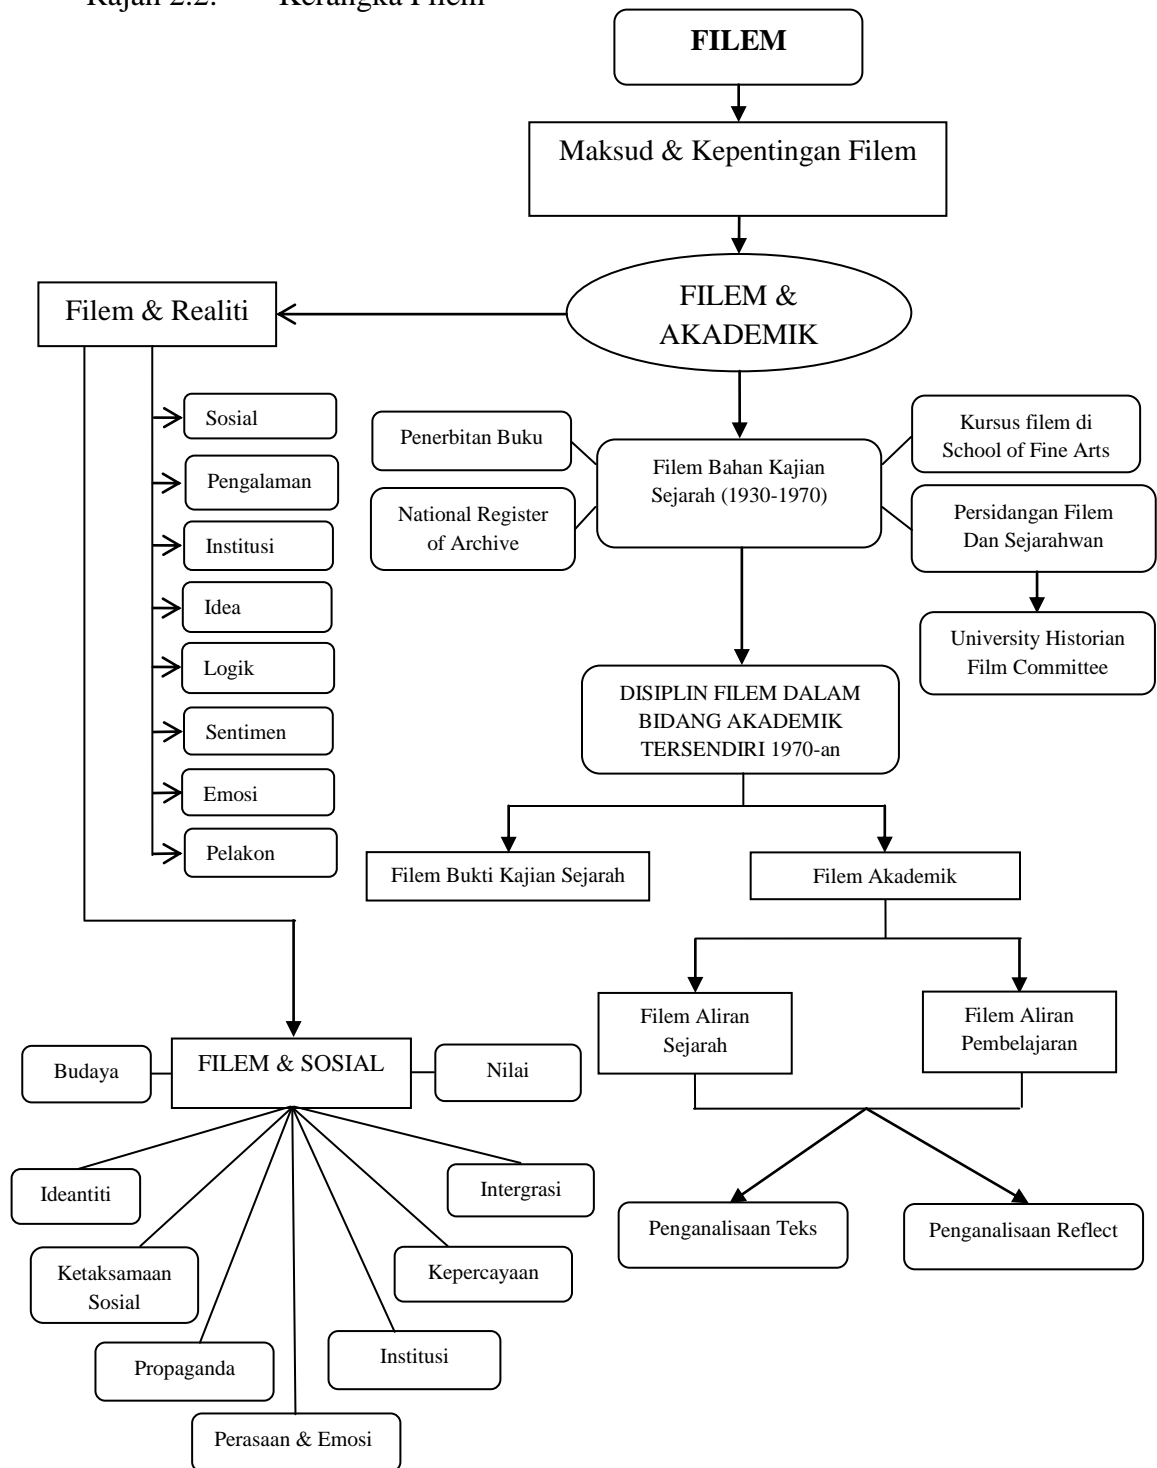 Rajah 2.2: Kerangka Filem
FILEM
Maksud & Kepentingan Filem
FILEM &
AKADEMIK
Filem & Realiti
Sosial
Pengalaman
Institusi
Idea
Logik
Sentimen
Emosi
Pelakon
Penerbitan Buku
National Register
of Archive
Filem Bahan Kajian
Sejarah (1930-1970)
Kursus filem di
School of Fine Arts
Persidangan Filem
Dan Sejarahwan
University Historian
Film Committee
DISIPLIN FILEM DALAM
BIDANG AKADEMIK
TERSENDIRI 1970-an
Filem Bukti Kajian Sejarah
Filem Akademik
Filem Aliran
Sejarah
Filem Aliran
Pembelajaran
Penganalisaan Teks
Penganalisaan Reflect
FILEM & SOSIAL
Budaya
Nilai
Ideantiti
Intergrasi
Ketaksamaan
Sosial
Kepercayaan
Propaganda
Institusi
Perasaan & Emosi